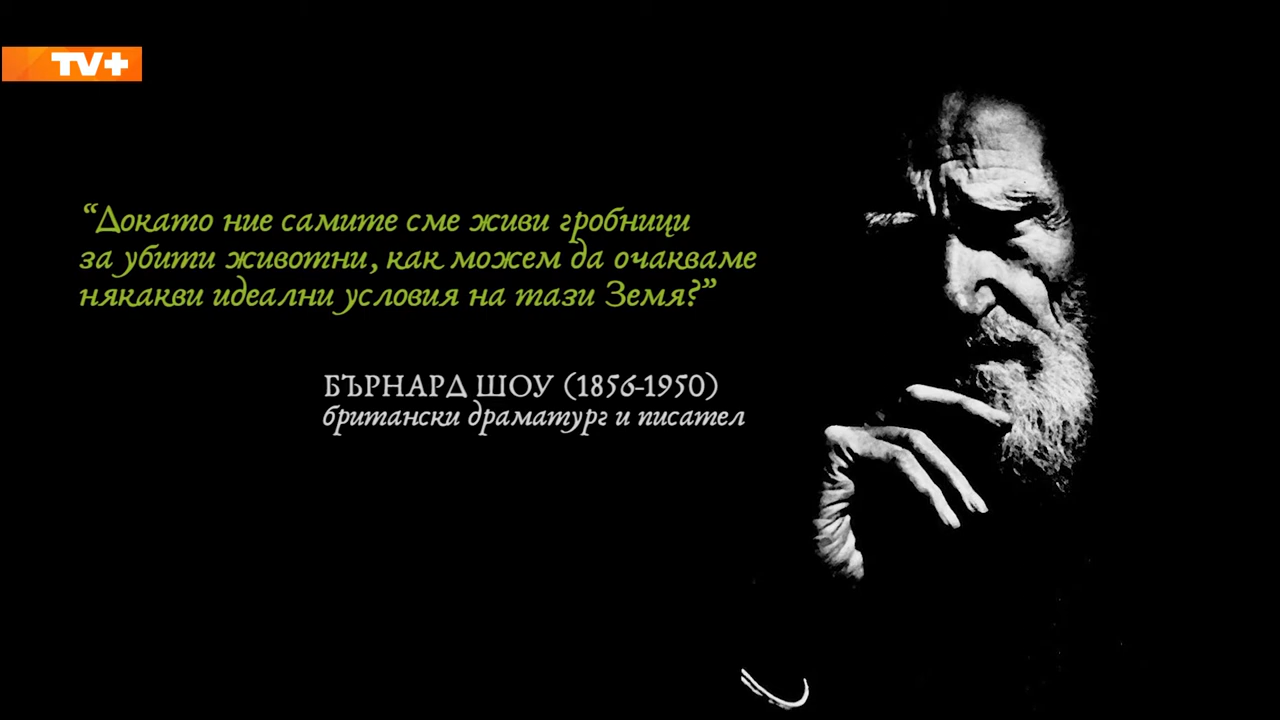 TV+
“Докато ние самите сме живи гробници
за убити животни, как можем да очакваме
някакви идеални условия на тази Земя?”
БЪРНАРД ШОУ (1856-1950)
британски драматург и писател